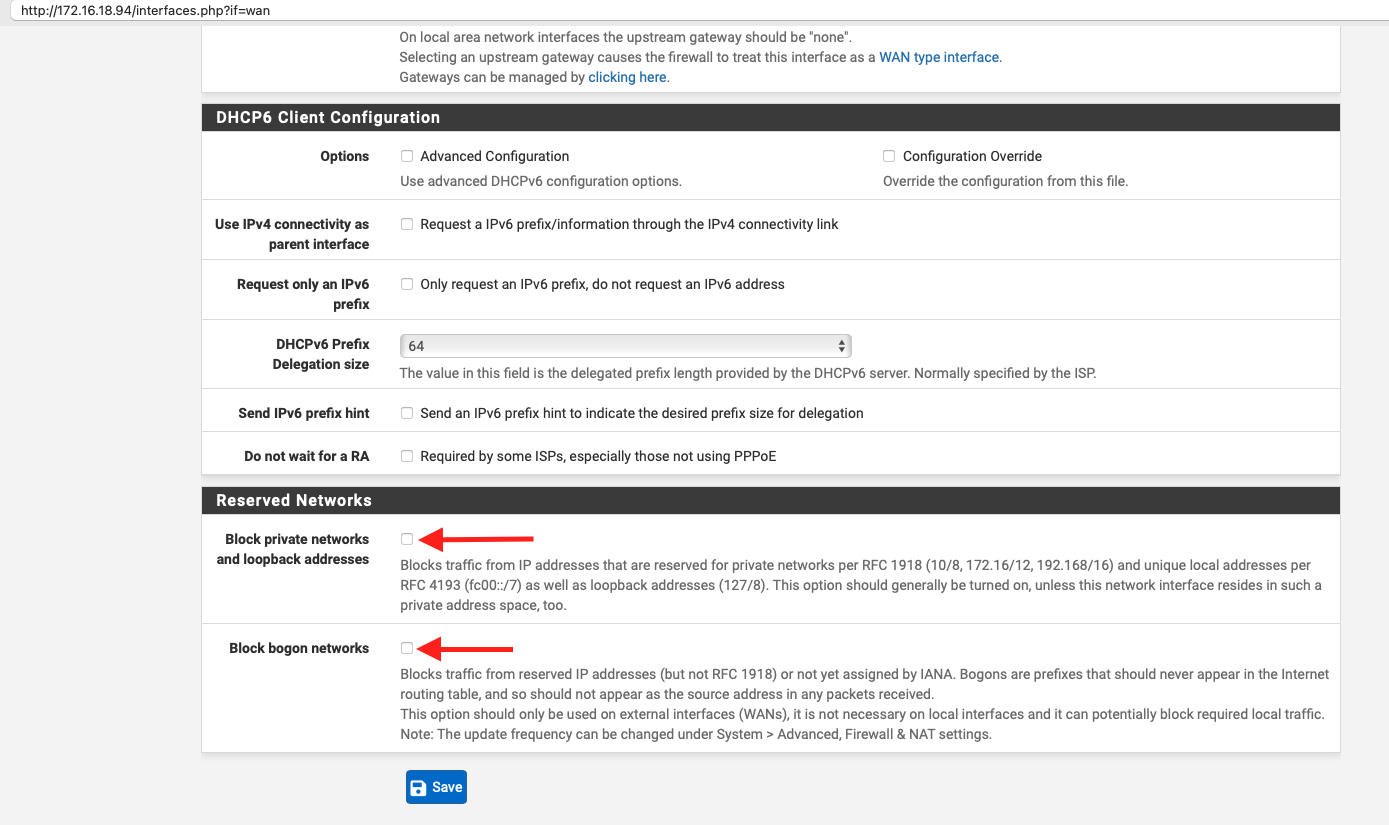 http://172.16.18.94/interfaces.php?if=wan
On local area network interfaces the upstream gateway should be "none".
Selecting an upstream gateway causes the firewall to treat this interface as a WAN type interface.
Gateways can be managed by clicking here.
DHCP6 Client Configuration
Options
Advanced Configuration
Configuration Override
Use advanced DHCPv6 configuration options.
Override the configuration from this file.
Use IPv4 connectivity as
parent interface
Request a IPv6 prefix/information through the IPv4 connectivity link
Request only an IPv6
prefix
Only request an IPv6 prefix, do not request an IPv6 address
DHCPv6 Prefix
Delegation size
64
The value in this field is the delegated prefix length provided by the DHCPv6 server. Normally specified by the ISP.
Send IPv6 prefix hint
Send an IPv6 prefix hint to indicate the desired prefix size for delegation
Do not wait for a RA
Required by some ISPs, especially those not using PPPoE
Reserved Networks
Block private networks
and loopback addresses
Blocks traffic from IP addresses that are reserved for private networks per RFC 1918 (10/8, 172.16/12, 192.168/16) and unique local addresses per
RFC 4193 (fc00::/7) as well as loopback addresses (127/8). This option should generally be turned on, unless this network interface resides in such a
private address space, too.
Block bogon networks
Blocks traffic from reserved IP addresses (but not RFC 1918) or not yet assigned by IANA. Bogons are prefixes that should never appear in the Internet
routing table, and so should not appear as the source address in any packets received.
This option should only be used on external interfaces (WANs), it is not necessary on local interfaces and it can potentially block required local traffic.
Note: The update frequency can be changed under System > Advanced, Firewall & NAT settings.
Save